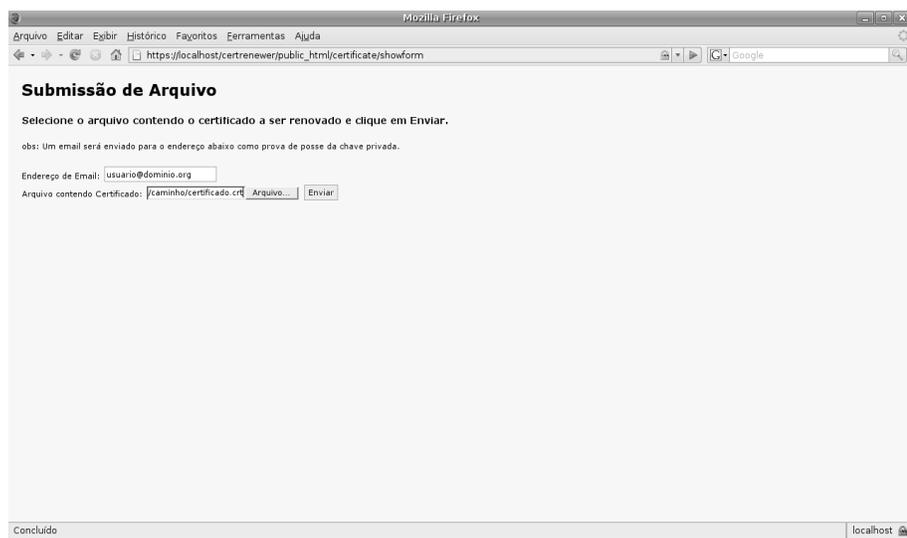 Mozilla Firefox
Arquivo Editar Exibir Histórico Favoritos Ferramentas Ajuda
https://localhost/certrenewer/public_html/certificate/showform
G Google
Submissão de Arquivo
Selecione o arquivo contendo o certificado a ser renovado e clique em Enviar.
obs: Um email será enviado para o endereço abaixo como prova de posse da chave privada.
Endereço de Email: usuario@dominio.org
Arquivo contendo Certificado: /caminho/certificado.crt Arquivo... Enviar
Concluído localhost